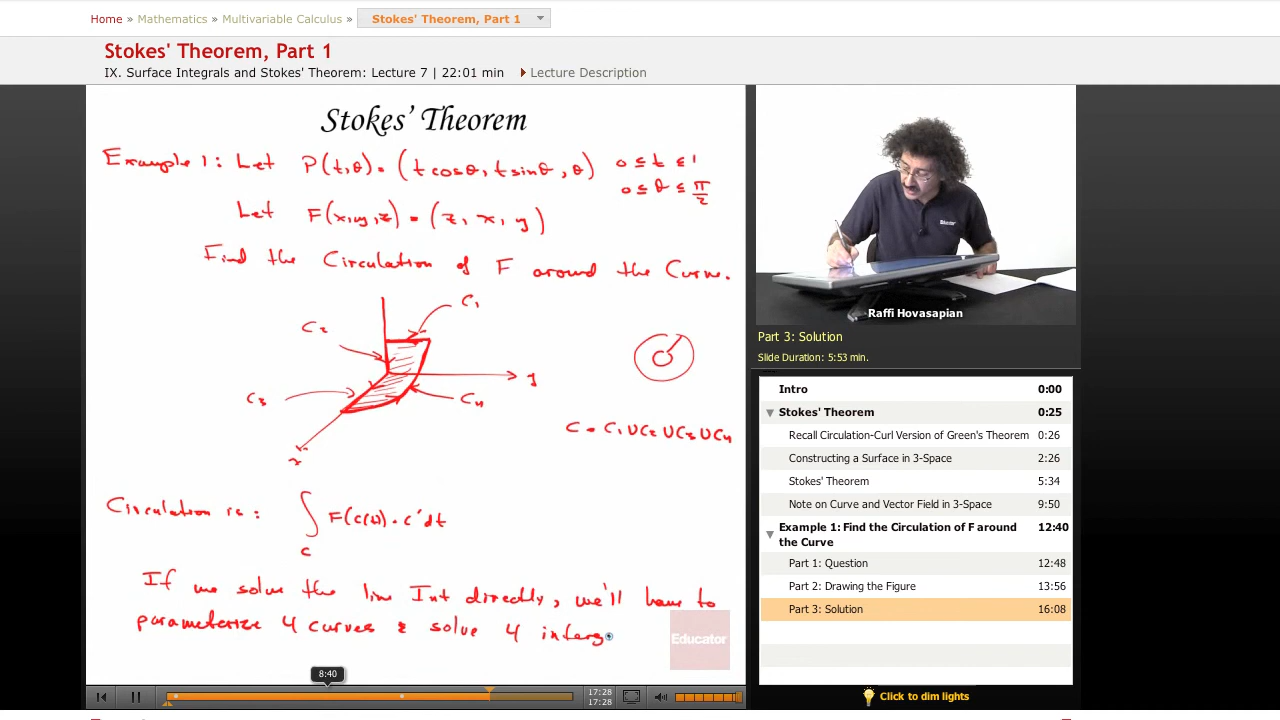 Home » Mathematics » Multivariable Calculus » Stokes' Theorem, Part 1
Stokes' Theorem, Part 1
IX. Surface Integrals and Stokes' Theorem: Lecture 7 | 22:01 min Lecture Description
Stokes' Theorem
Example 1: Let P(t,θ) = (t cosθ, t sinθ, θ) 0 ≤ t ≤ 1
0 ≤ θ ≤ π/2
Let F(x,y,z) = (z, x, y)
Find the Circulation of F around the Curve.
C1
C2
y
C3
C4
C = C1 ∪ C2 ∪ C3 ∪ C4
x
Circulation is: ∫ F(c(t)) · c' dt
C
If we solve the line Int directly, we'll have to
parameterize 4 curves & solve 4 interg
Educator
8:40
17:28
17:28
Raffi Hovasapian
Part 3: Solution
Slide Duration: 5:53 min.
Intro 0:00
Stokes' Theorem 0:25
Recall Circulation-Curl Version of Green's Theorem 0:26
Constructing a Surface in 3-Space 2:26
Stokes' Theorem 5:34
Note on Curve and Vector Field in 3-Space 9:50
Example 1: Find the Circulation of F around 12:40
the Curve
Part 1: Question 12:48
Part 2: Drawing the Figure 13:56
Part 3: Solution 16:08
Click to dim lights